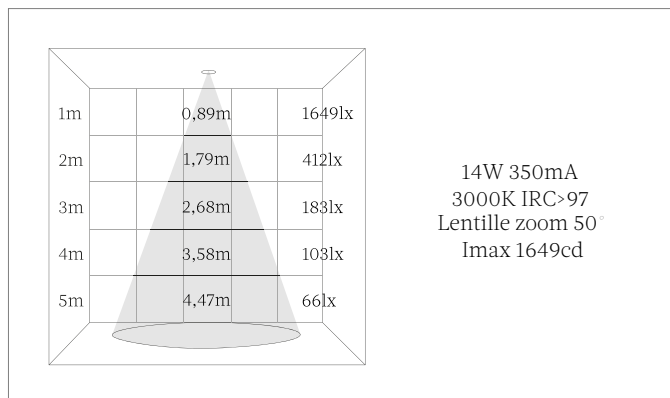 1m 0,89m 1649lx
2m 1,79m 412lx
3m 2,68m 183lx
4m 3,58m 103lx
5m 4,47m 66lx
14W 350mA
3000K IRC>97
Lentille zoom 50°
Imax 1649cd